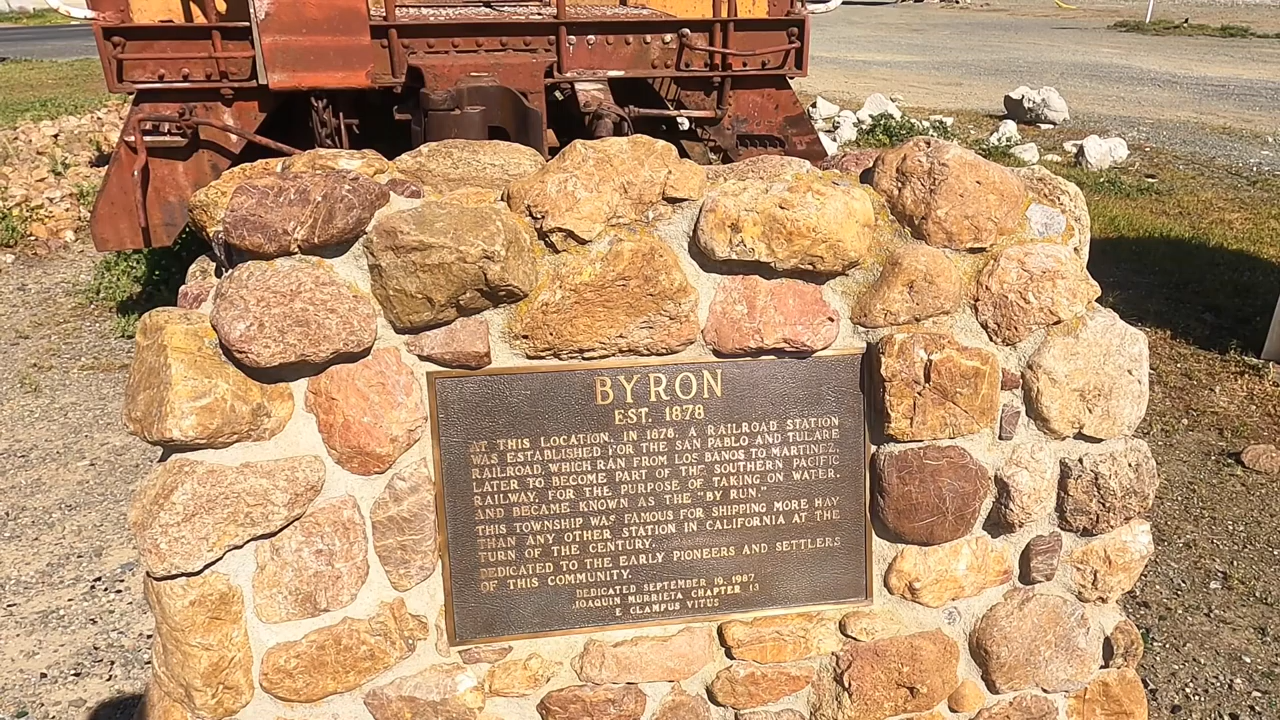 BYRON
EST. 1878
AT THIS LOCATION, IN 1878, A RAILROAD STATION
WAS ESTABLISHED FOR THE SAN PABLO AND TULARE
RAILROAD, WHICH RAN FROM LOS BANOS TO MARTINEZ,
LATER TO BECOME PART OF THE SOUTHERN PACIFIC
RAILWAY, FOR THE PURPOSE OF TAKING ON WATER,
AND BECAME KNOWN AS THE "BY RUN."
THIS TOWNSHIP WAS FAMOUS FOR SHIPPING MORE HAY
THAN ANY OTHER STATION IN CALIFORNIA AT THE
TURN OF THE CENTURY.
DEDICATED TO THE EARLY PIONEERS AND SETTLERS
OF THIS COMMUNITY.
DEDICATED SEPTEMBER 19, 1987
JOAQUIN MURRIETA CHAPTER 13
E CLAMPUS VITUS